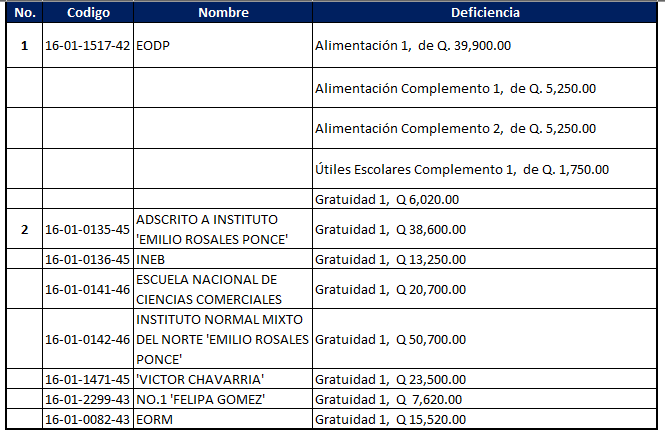 No. Codigo Nombre Deficiencia
1 16-01-1517-42 EODP Alimentación 1, de Q. 39,900.00
Alimentación Complemento 1, de Q. 5,250.00
Alimentación Complemento 2, de Q. 5,250.00
Útiles Escolares Complemento 1, de Q. 1,750.00
Gratuidad 1, Q 6,020.00
2 16-01-0135-45 ADSCRITO A INSTITUTO
'EMILIO ROSALES PONCE' Gratuidad 1, Q 38,600.00
16-01-0136-45 INEB Gratuidad 1, Q 13,250.00
16-01-0141-46 ESCUELA NACIONAL DE
CIENCIAS COMERCIALES Gratuidad 1, Q 20,700.00
INSTITUTO NORMAL MIXTO
16-01-0142-46 DEL NORTE 'EMILIO ROSALES Gratuidad 1, Q 50,700.00
PONCE'
16-01-1471-45 'VICTOR CHAVARRIA' Gratuidad 1, Q 23,500.00
16-01-2299-43 NO.1 'FELIPA GOMEZ' Gratuidad 1, Q 7,620.00
16-01-0082-43 EORM Gratuidad 1, Q 15,520.00